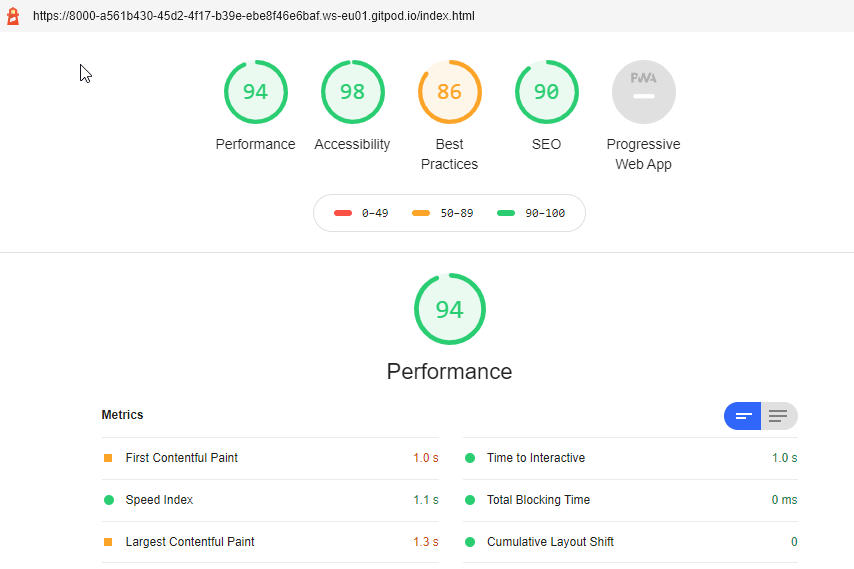 https://8000-a561b430-45d2-4f17-b39e-ebe8f46e6baf.ws-eu01.gitpod.io/index.html
94 98 86 90 PWA
Performance Accessibility Best Practices SEO Progressive Web App
0–49 50–89 90–100
94
Performance
Metrics
First Contentful Paint 1.0 s
Time to Interactive 1.0 s
Speed Index 1.1 s
Total Blocking Time 0 ms
Largest Contentful Paint 1.3 s
Cumulative Layout Shift 0